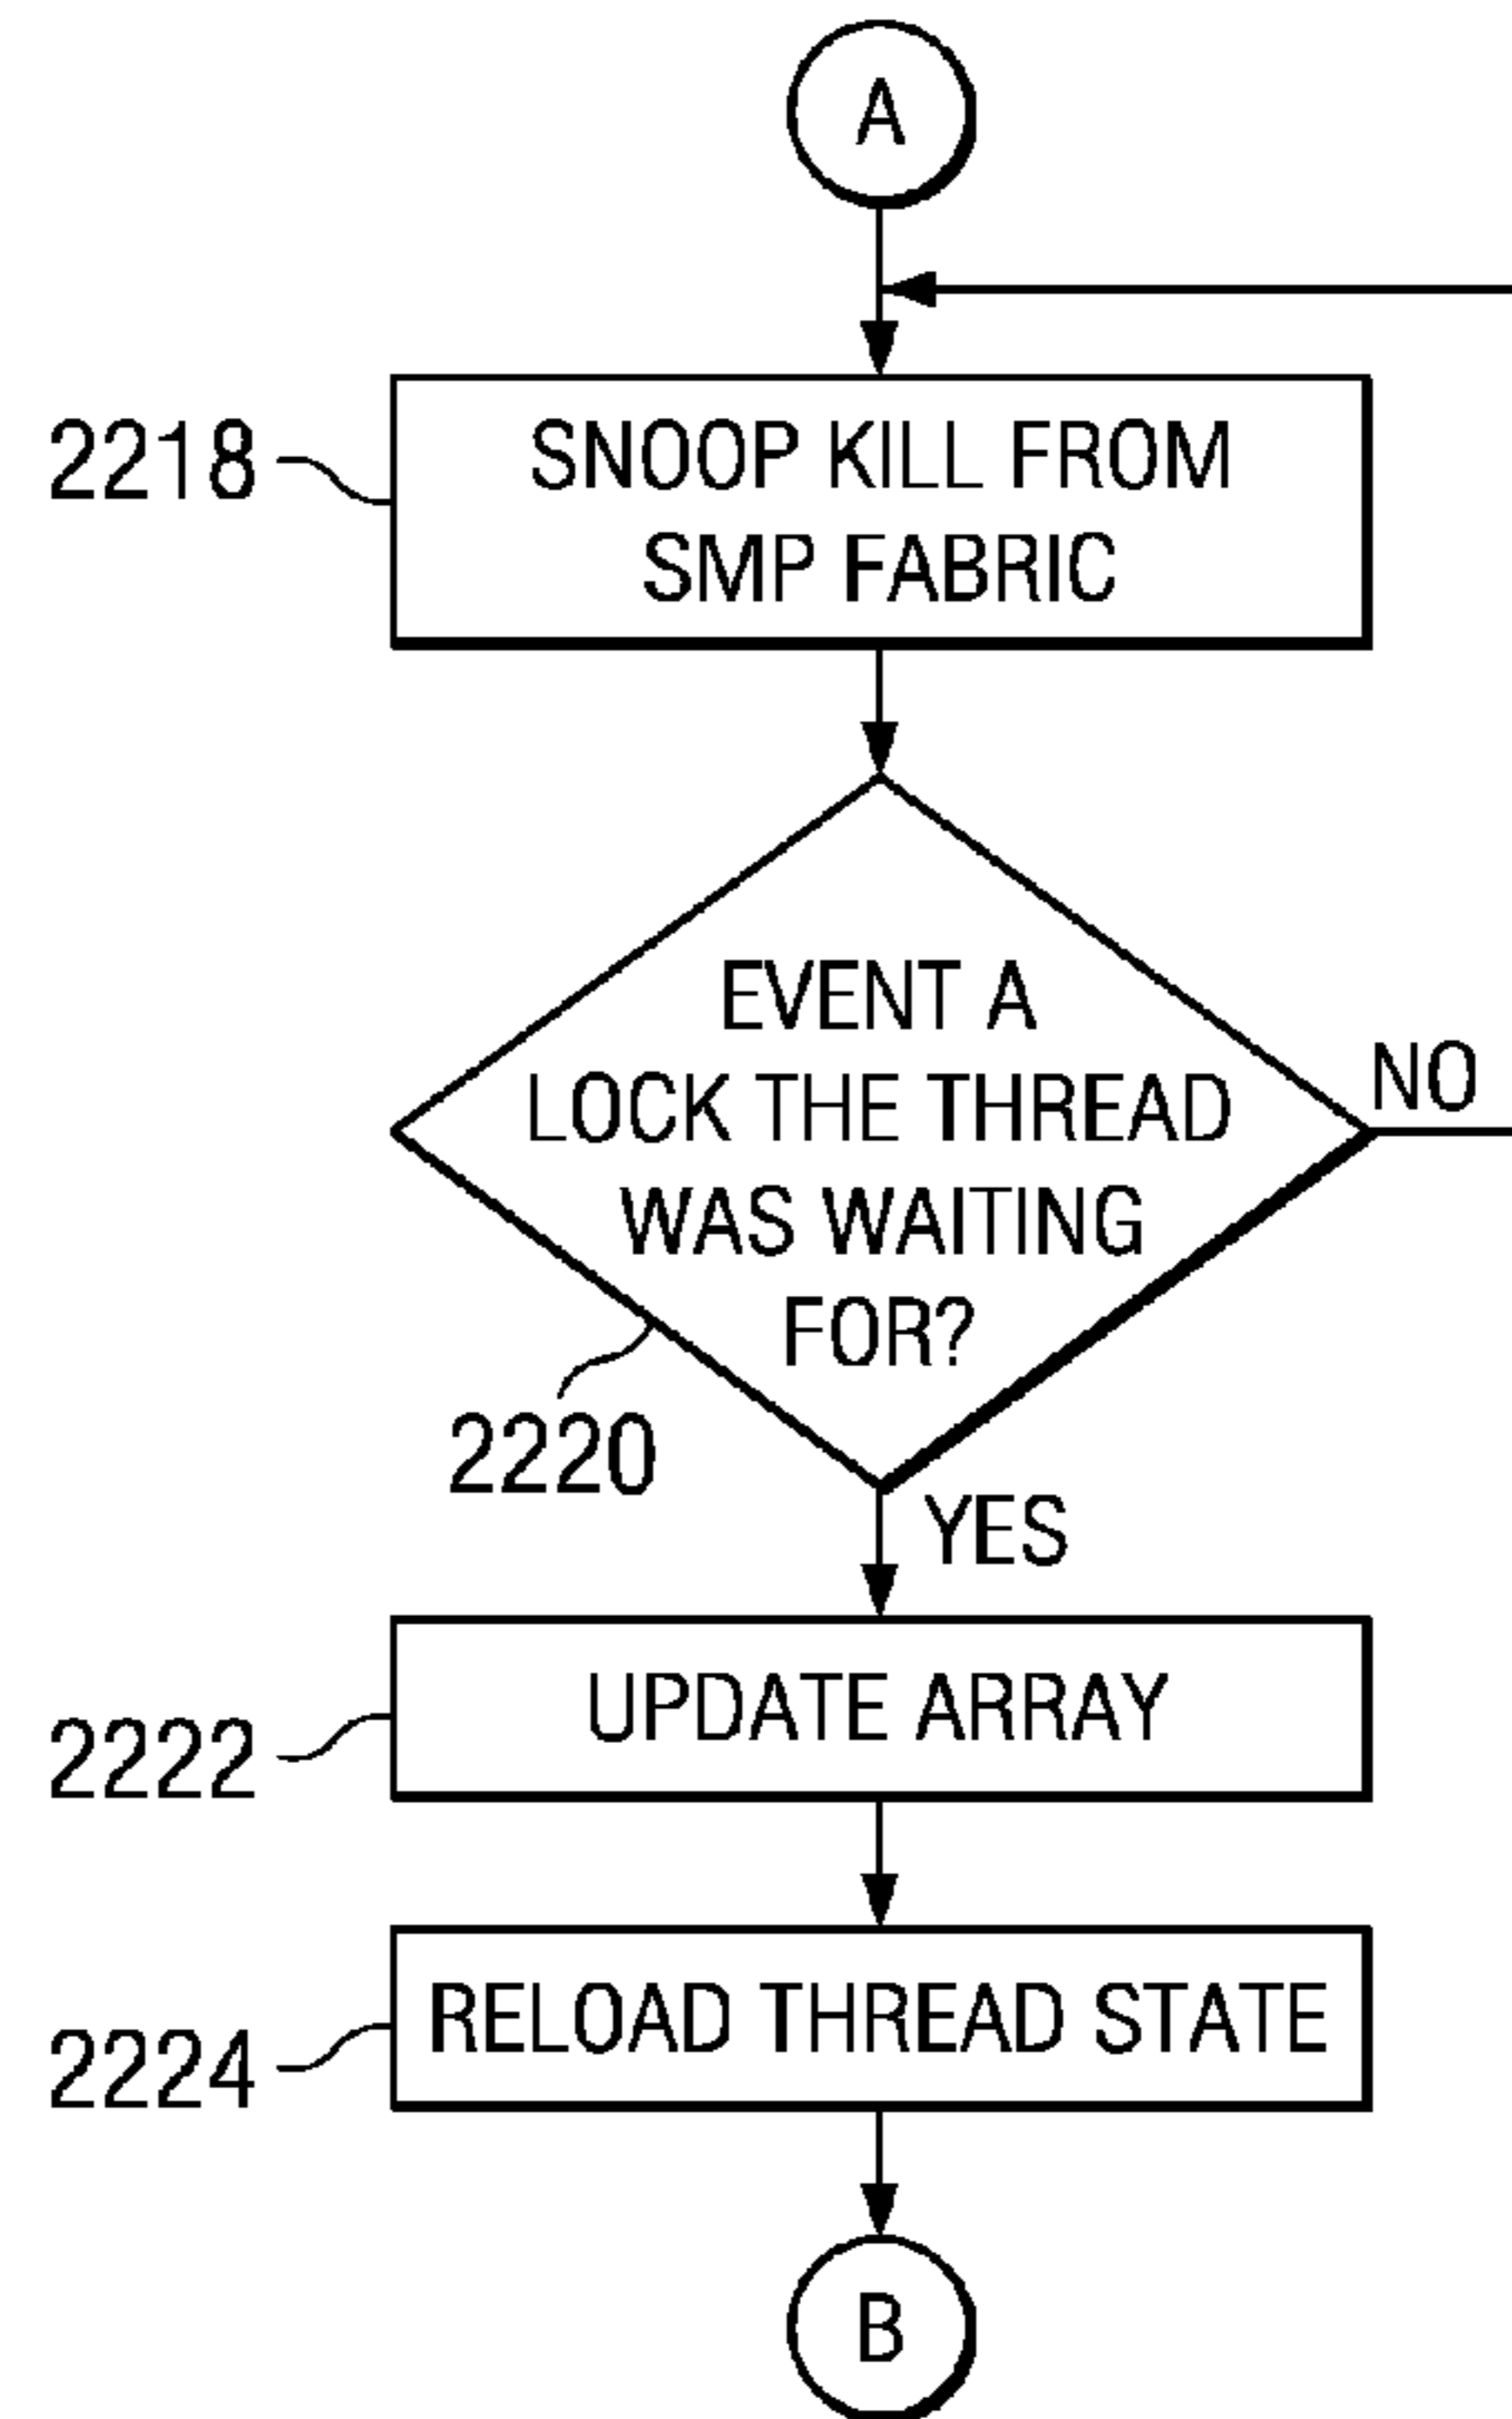 A
2218
SNOOP KILL FROM
SMP FABRIC
EVENT A
LOCK THE THREAD
WAS WAITING
FOR?
NO
2220
YES
2222
UPDATE ARRAY
2224
RELOAD THREAD STATE
B